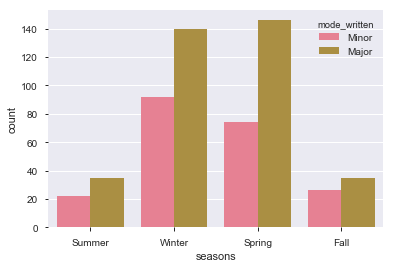 mode_written
Minor
Major
140
120
100
80
60
40
20
0
count
Summer Winter Spring Fall
seasons